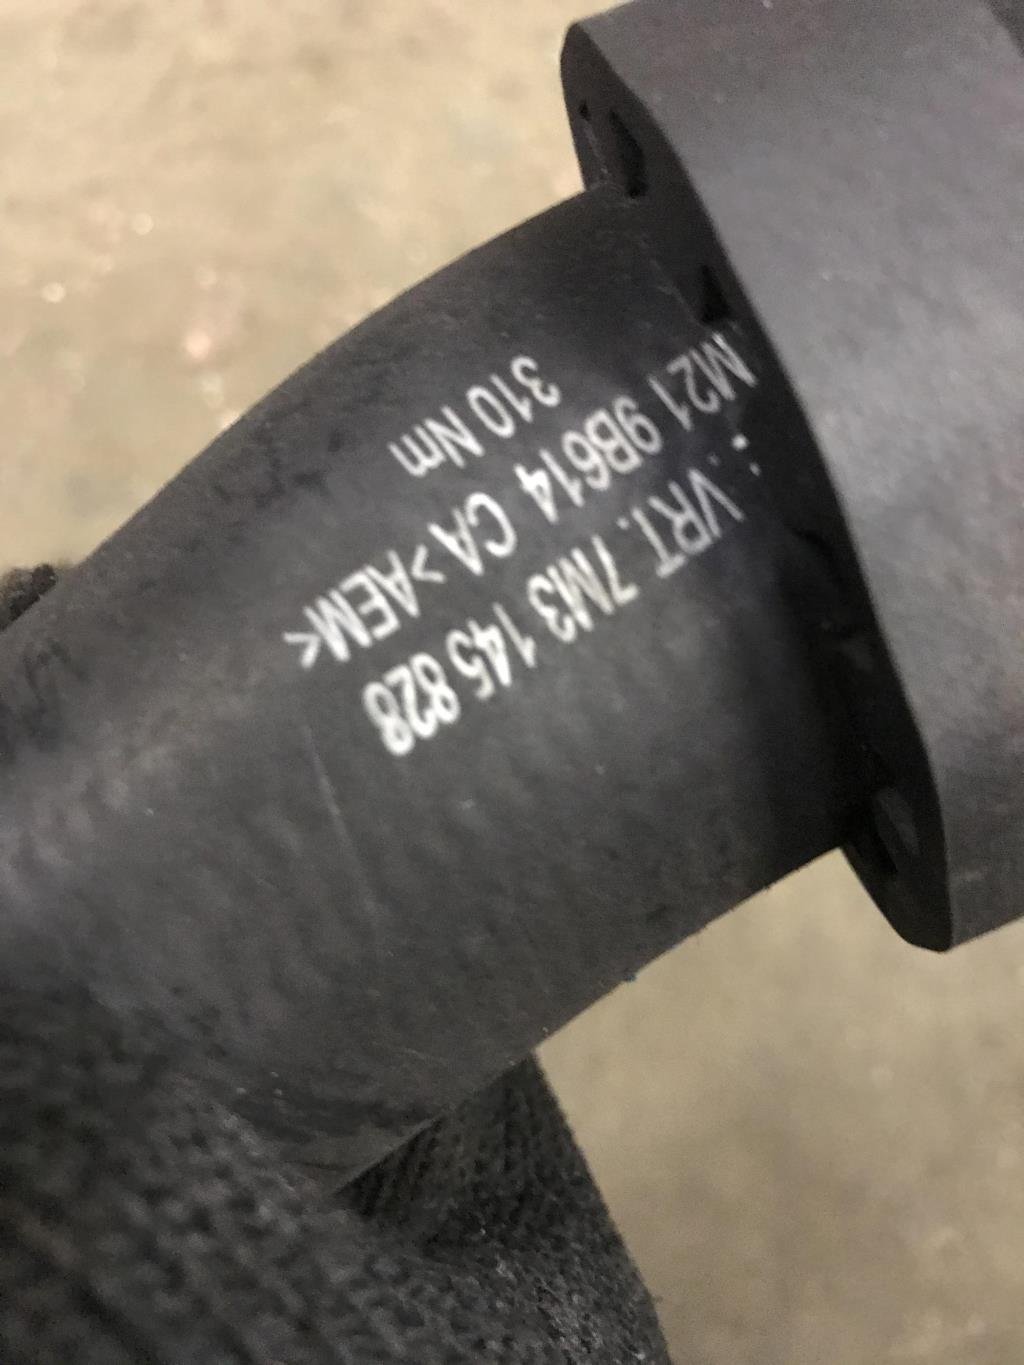 VRT. 7M3 145 828
M21 9B614 CA >AEM<
310 Nm